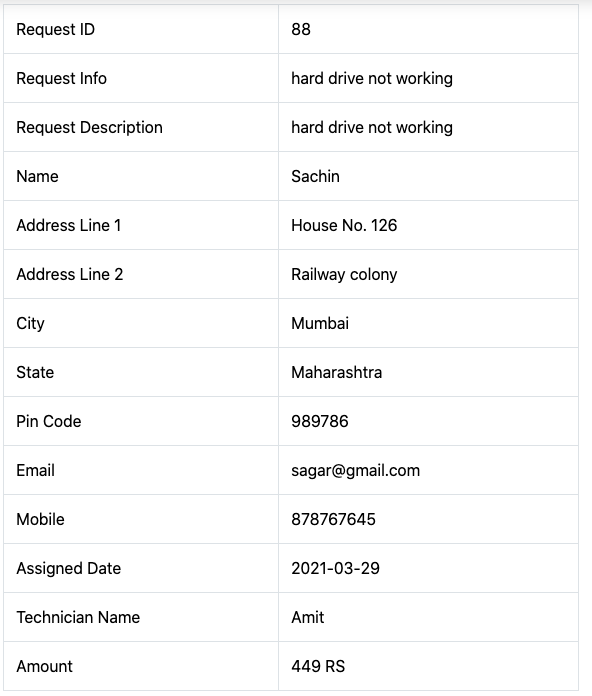 Request ID 88
Request Info hard drive not working
Request Description hard drive not working
Name Sachin
Address Line 1 House No. 126
Address Line 2 Railway colony
City Mumbai
State Maharashtra
Pin Code 989786
Email sagar@gmail.com
Mobile 878767645
Assigned Date 2021-03-29
Technician Name Amit
Amount 449 RS